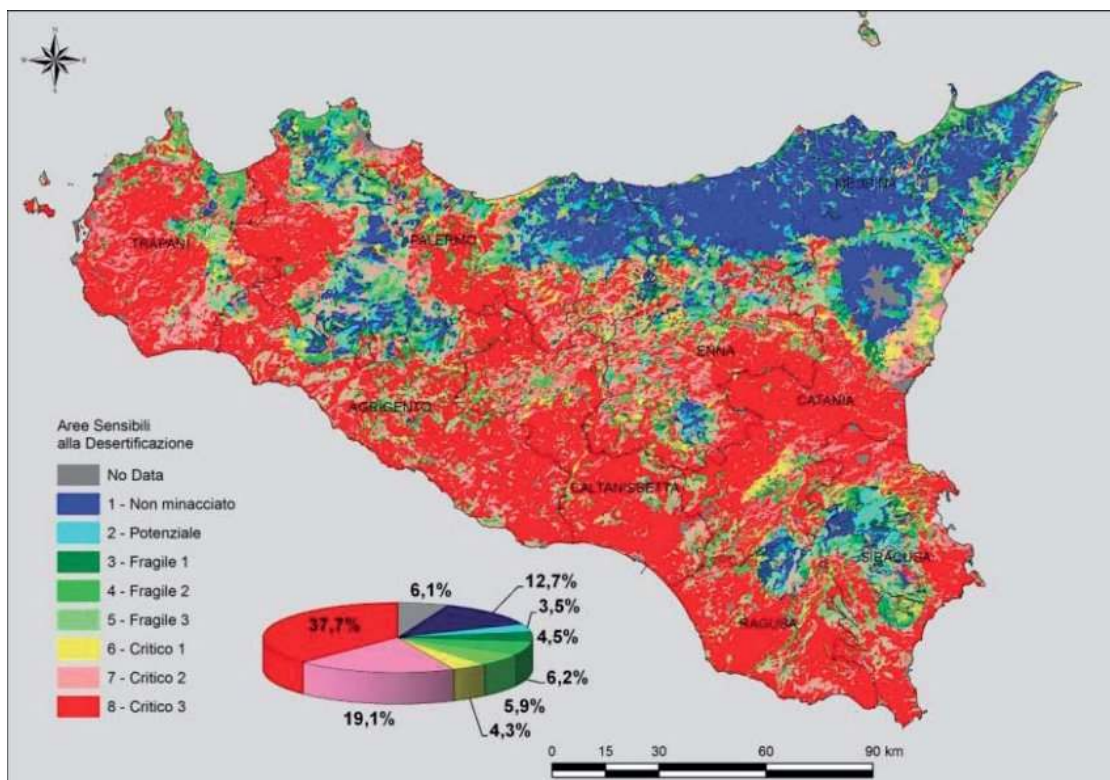 N
TRAPANI
PALERMO
MESSINA
ENNA
CATANIA
AGRIGENTO
CALTANISSETTA
SIRACUSA
RAGUSA
Aree Sensibili
alla Desertificazione
No Data
1 - Non minacciato
2 - Potenziale
3 - Fragile 1
4 - Fragile 2
5 - Fragile 3
6 - Critico 1
7 - Critico 2
8 - Critico 3
6,1%
12,7%
3,5%
4,5%
6,2%
5,9%
4,3%
19,1%
37,7%
0 15 30 60 90 km